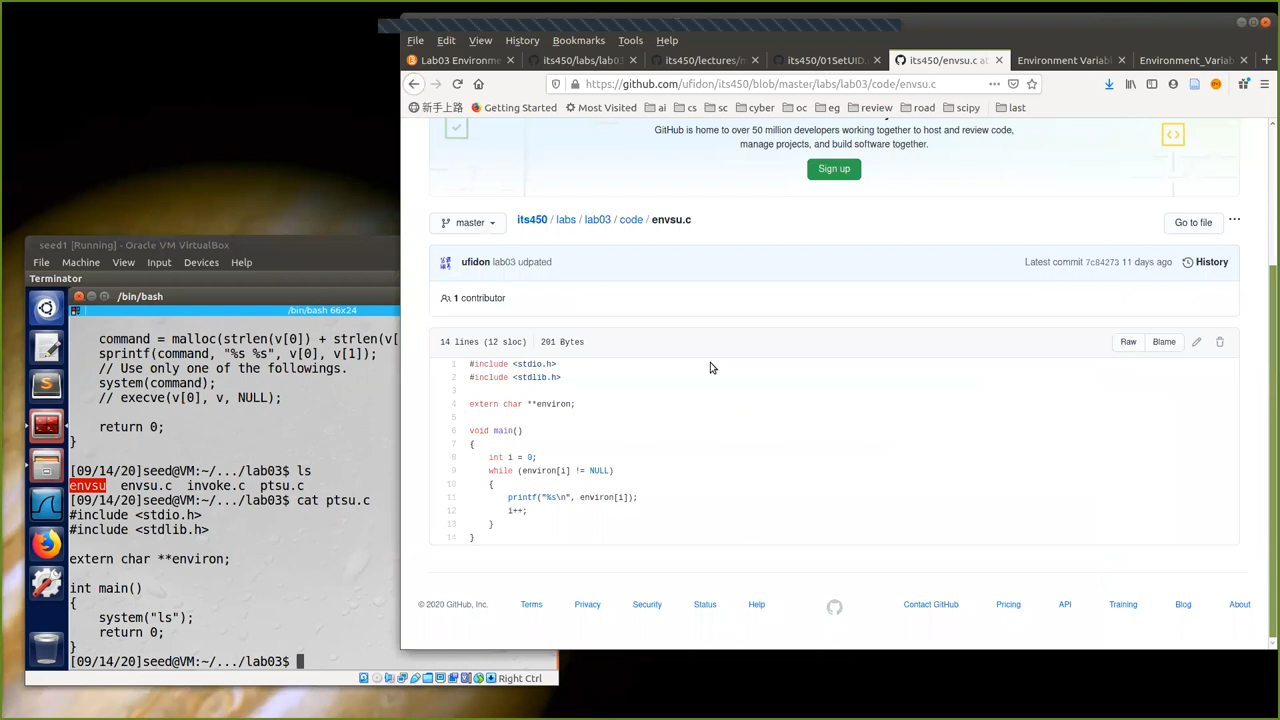 File Edit View History Bookmarks Tools Help
Lab03 Environme
its450/labs/lab03
its450/lectures/n
its450/01SetUID.
its450/envsu.c at
Environment Variabl
Environment_Variab
https://github.com/ufidon/its450/blob/master/labs/lab03/code/envsu.c
新手上路 Getting Started Most Visited ai cs sc cyber oc eg review road scipy last
GitHub is home to over 50 million developers working together to host and review code,
manage projects, and build software together.
Sign up
master
its450 / labs / lab03 / code / envsu.c
Go to file
ufidon lab03 udpated
Latest commit 7c84273 11 days ago
History
1 contributor
14 lines (12 sloc) 201 Bytes
Raw Blame
1 #include <stdio.h>
2 #include <stdlib.h>
3
4 extern char **environ;
5
6 void main()
7 {
8 int i = 0;
9 while (environ[i] != NULL)
10 {
11 printf("%s\n", environ[i]);
12 i++;
13 }
14 }
© 2020 GitHub, Inc. Terms Privacy Security Status Help Contact GitHub Pricing API Training Blog About
seed1 [Running] - Oracle VM VirtualBox
File Machine View Input Devices Help
Terminator
/bin/bash
/bin/bash 66x24
command = malloc(strlen(v[0]) + strlen(v[
sprintf(command, "%s %s", v[0], v[1]);
// Use only one of the followings.
system(command);
// execve(v[0], v, NULL);
return 0;
}
[09/14/20]seed@VM:~/.../lab03$ ls
envsu envsu.c invoke.c ptsu.c
[09/14/20]seed@VM:~/.../lab03$ cat ptsu.c
#include <stdio.h>
#include <stdlib.h>
extern char **environ;
int main()
{
system("ls");
return 0;
}
[09/14/20]seed@VM:~/.../lab03$
Right Ctrl